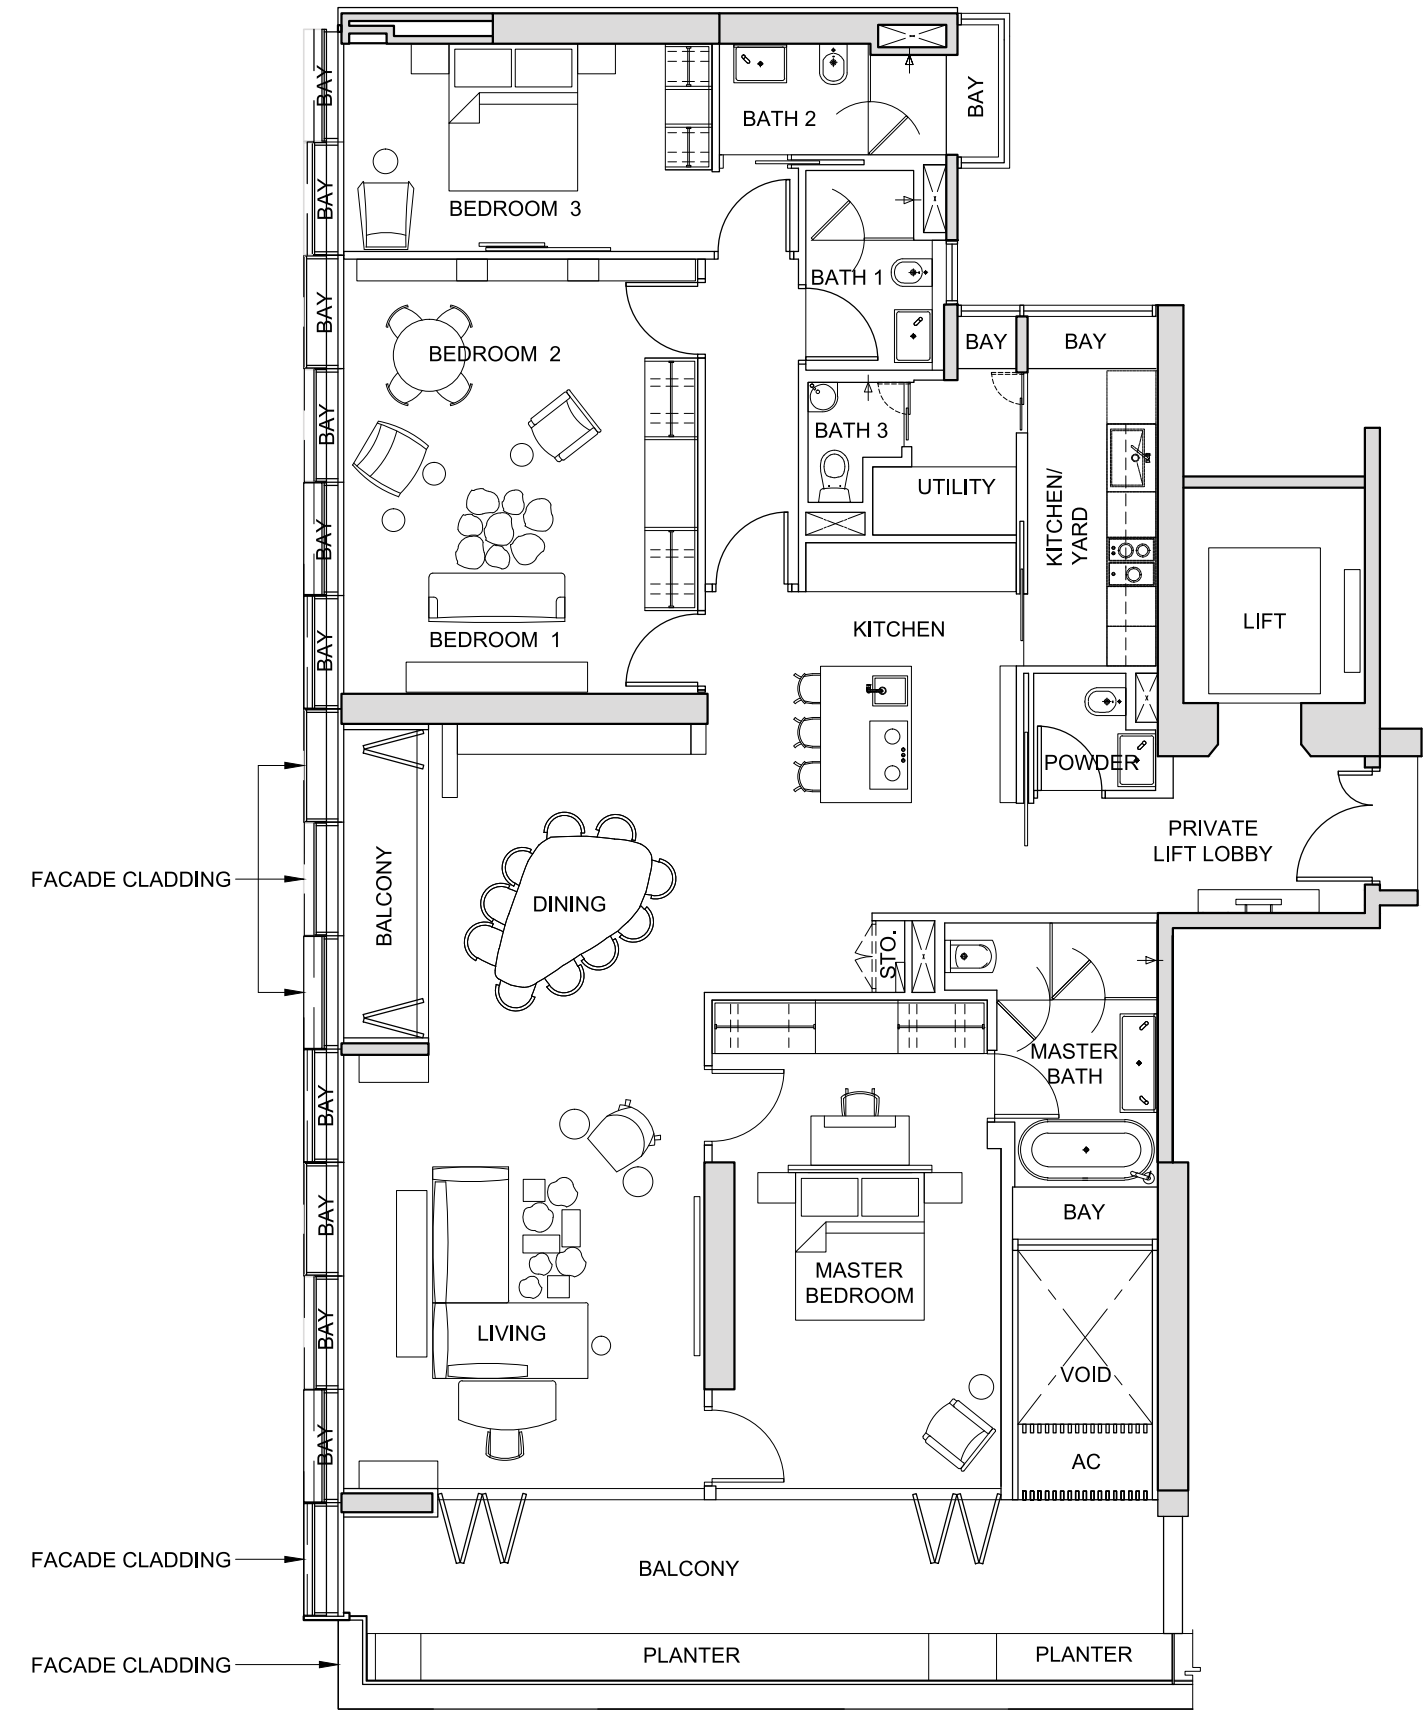 BAY
BAY
BATH 2
BAY
BEDROOM 3
BATH 1
BAY
BAY
BAY
BEDROOM 2
BAY
BATH 3
UTILITY
KITCHEN/
YARD
BAY
BEDROOM 1
KITCHEN
LIFT
BAY
POWDER
PRIVATE
LIFT LOBBY
FACADE CLADDING
BALCONY
DINING
STO.
MASTER
BATH
BAY
BAY
BAY
MASTER
BEDROOM
LIVING
BAY
VOID
BAY
AC
FACADE CLADDING
BALCONY
FACADE CLADDING
PLANTER
PLANTER